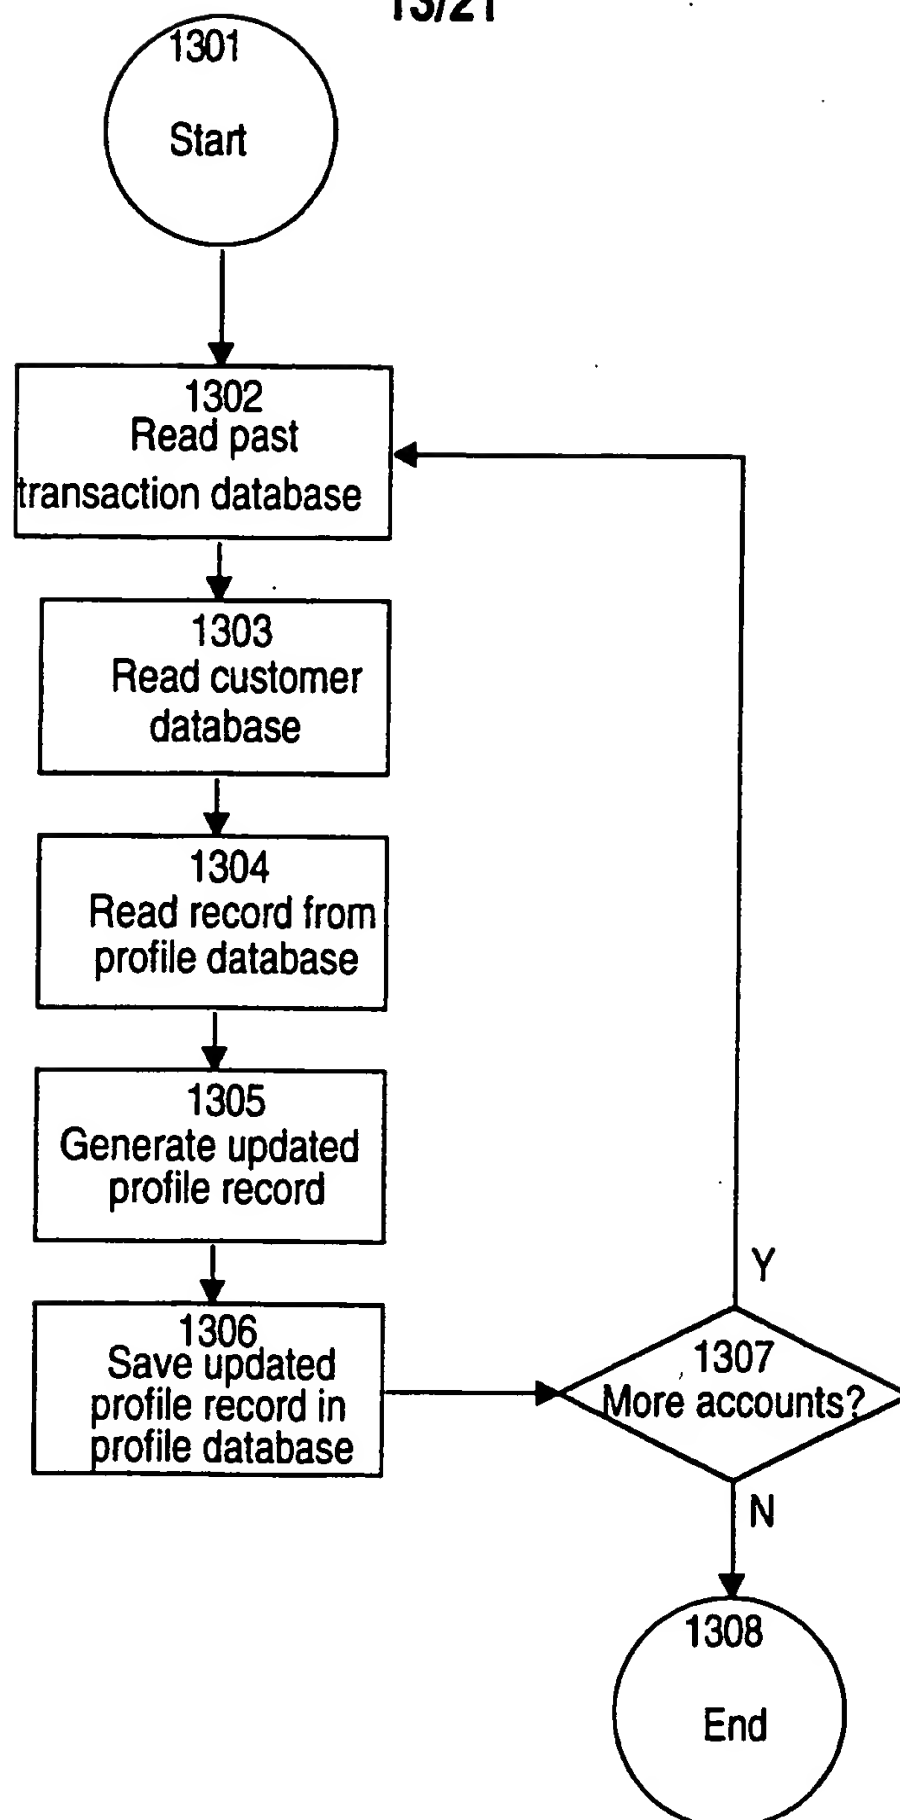 13/21
1301
Start
1302
Read past
transaction database
1303
Read customer
database
1304
Read record from
profile database
1305
Generate updated
profile record
1306
Save updated
profile record in
profile database
Y
1307
More accounts?
N
1308
End